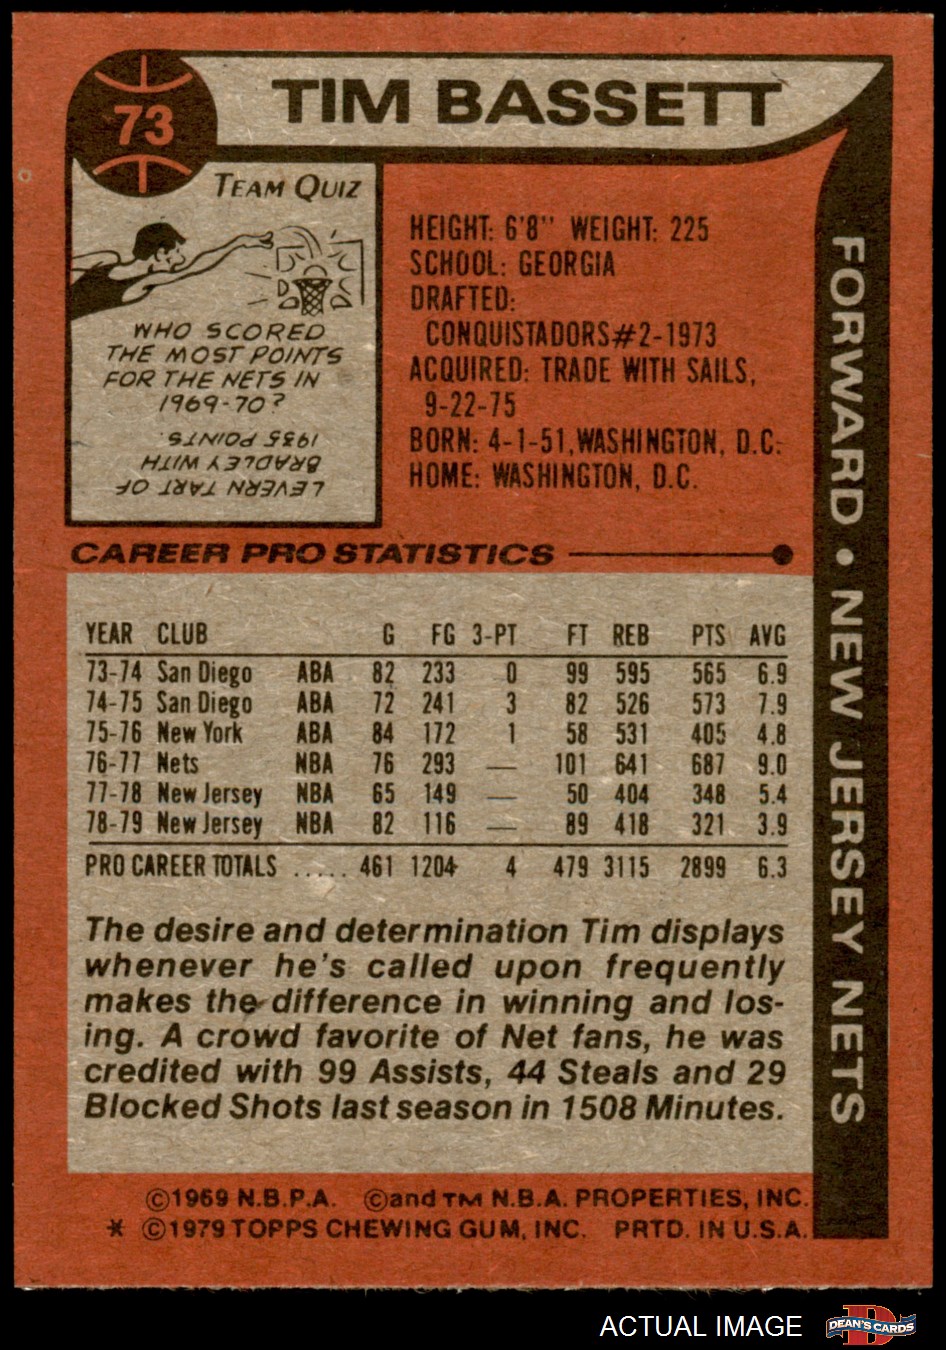 73
TIM BASSETT
TEAM QUIZ
WHO SCORED
THE MOST POINTS
FOR THE NETS IN
1969-70?
LEVERN TART OF
BRADLEY WITH
1935 POINTS.
HEIGHT: 6'8" WEIGHT: 225
SCHOOL: GEORGIA
DRAFTED:
CONQUISTADORS#2-1973
ACQUIRED: TRADE WITH SAILS,
9-22-75
BORN: 4-1-51, WASHINGTON, D.C.
HOME: WASHINGTON, D.C.
FORWARD • NEW JERSEY NETS
CAREER PRO STATISTICS
YEAR CLUB G FG 3-PT FT REB PTS AVG
73-74 San Diego ABA 82 233 0 99 595 565 6.9
74-75 San Diego ABA 72 241 3 82 526 573 7.9
75-76 New York ABA 84 172 1 58 531 405 4.8
76-77 Nets NBA 76 293 — 101 641 687 9.0
77-78 New Jersey NBA 65 149 — 50 404 348 5.4
78-79 New Jersey NBA 82 116 — 89 418 321 3.9
PRO CAREER TOTALS ..... 461 1204 4 479 3115 2899 6.3
The desire and determination Tim displays
whenever he's called upon frequently
makes the difference in winning and los-
ing. A crowd favorite of Net fans, he was
credited with 99 Assists, 44 Steals and 29
Blocked Shots last season in 1508 Minutes.
©1969 N.B.P.A. ©and TM N.B.A. PROPERTIES, INC.
* ©1979 TOPPS CHEWING GUM, INC. PRTD. IN U.S.A.
ACTUAL IMAGE
D
DEAN'S CARDS